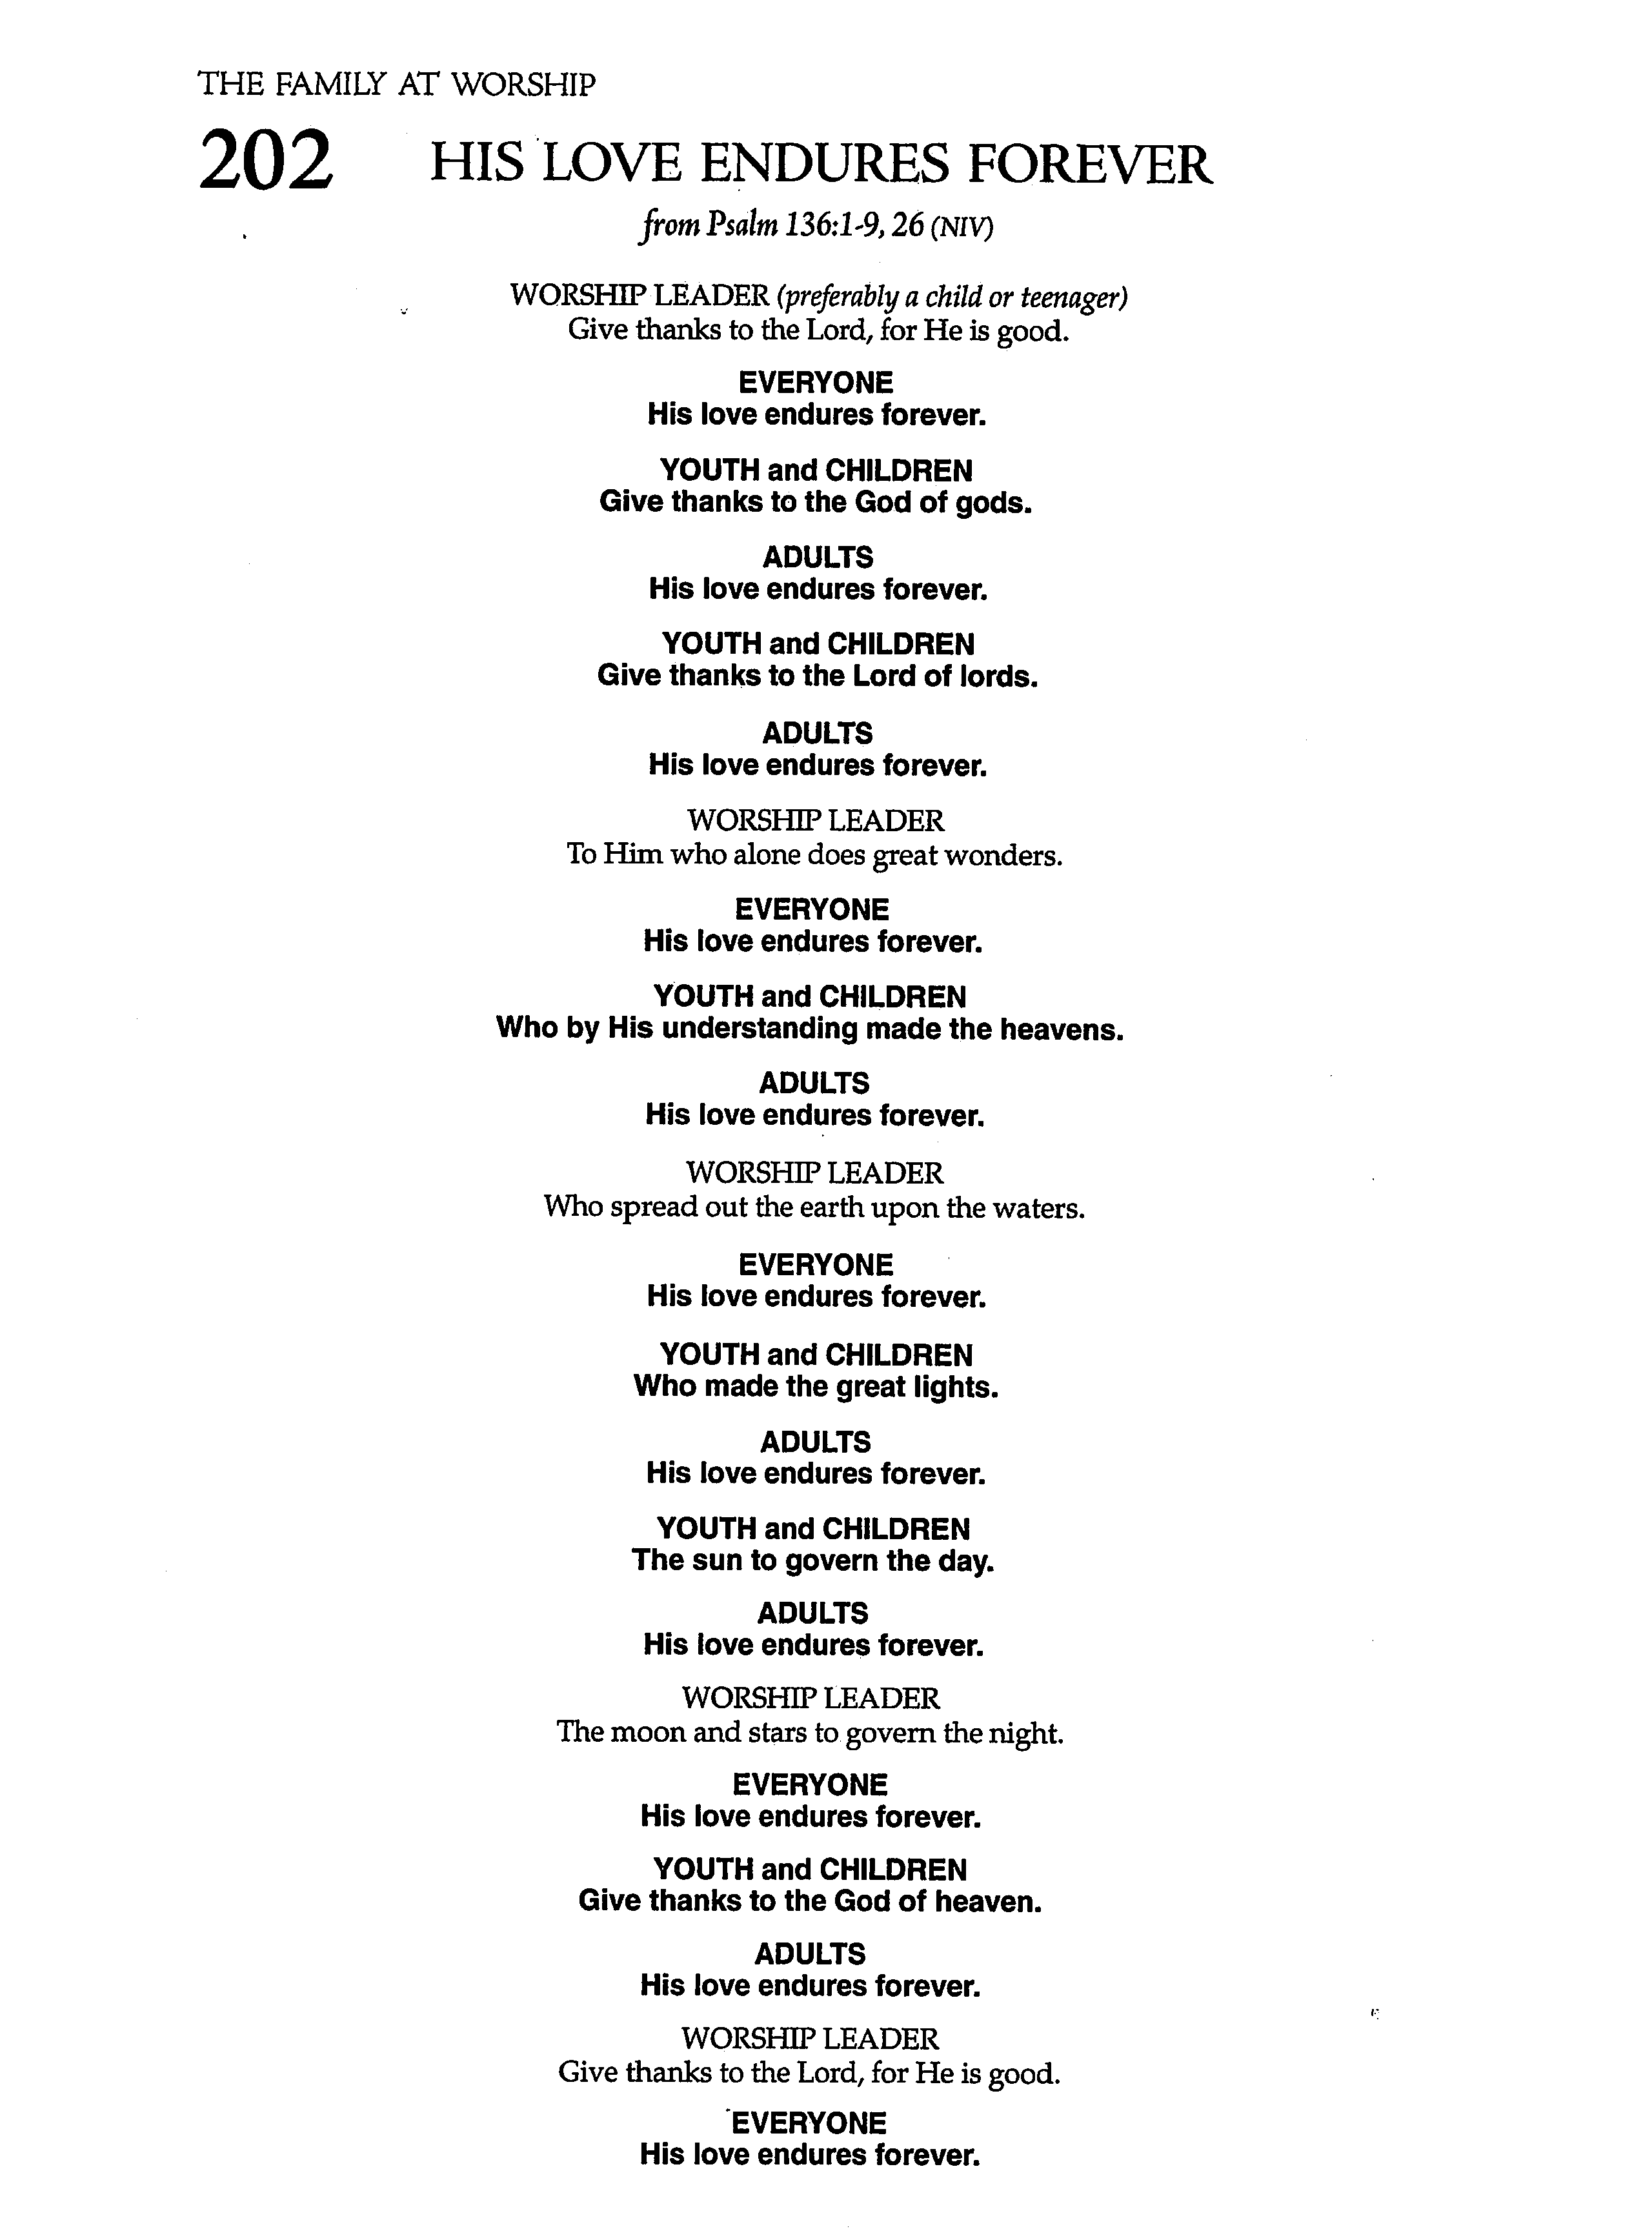 THE FAMILY AT WORSHIP
202 HIS LOVE ENDURES FOREVER
from Psalm 136:1-9, 26 (NIV)
WORSHIP LEADER (preferably a child or teenager)
Give thanks to the Lord, for He is good.
EVERYONE
His love endures forever.
YOUTH and CHILDREN
Give thanks to the God of gods.
ADULTS
His love endures forever.
YOUTH and CHILDREN
Give thanks to the Lord of lords.
ADULTS
His love endures forever.
WORSHIP LEADER
To Him who alone does great wonders.
EVERYONE
His love endures forever.
YOUTH and CHILDREN
Who by His understanding made the heavens.
ADULTS
His love endures forever.
WORSHIP LEADER
Who spread out the earth upon the waters.
EVERYONE
His love endures forever.
YOUTH and CHILDREN
Who made the great lights.
ADULTS
His love endures forever.
YOUTH and CHILDREN
The sun to govern the day.
ADULTS
His love endures forever.
WORSHIP LEADER
The moon and stars to govern the night.
EVERYONE
His love endures forever.
YOUTH and CHILDREN
Give thanks to the God of heaven.
ADULTS
His love endures forever.
WORSHIP LEADER
Give thanks to the Lord, for He is good.
EVERYONE
His love endures forever.